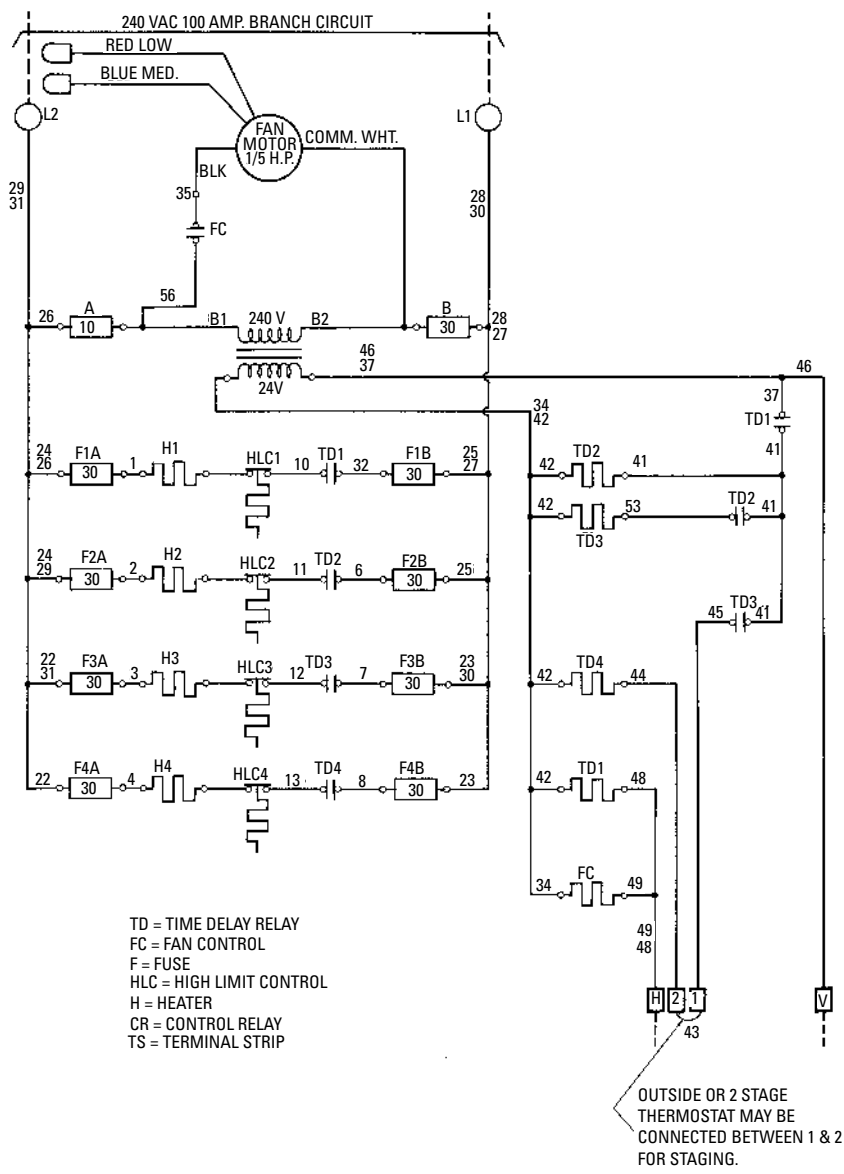 240 VAC 100 AMP. BRANCH CIRCUIT
RED LOW
BLUE MED.
L2
L1
FAN
MOTOR
1/5 H.P.
COMM. WHT.
BLK
35
FC
29
31
28
30
56
26
A
10
B1
240 V
B2
B
30
28
27
46
37
24V
46
37
TD1
41
34
42
24
26
F1A
30
1
H1
HLC1
10
TD1
32
F1B
30
25
27
42
TD2
41
42
TD3
53
TD2
41
24
29
F2A
30
2
H2
HLC2
11
TD2
6
F2B
30
25
45
TD3
41
22
31
F3A
30
3
H3
HLC3
12
TD3
7
F3B
30
23
30
42
TD4
44
22
F4A
30
4
H4
HLC4
13
TD4
8
F4B
30
23
42
TD1
48
34
FC
49
49
48
TD = TIME DELAY RELAY
FC = FAN CONTROL
F = FUSE
HLC = HIGH LIMIT CONTROL
H = HEATER
CR = CONTROL RELAY
TS = TERMINAL STRIP
H
2
1
V
43
OUTSIDE OR 2 STAGE
THERMOSTAT MAY BE
CONNECTED BETWEEN 1 & 2
FOR STAGING.